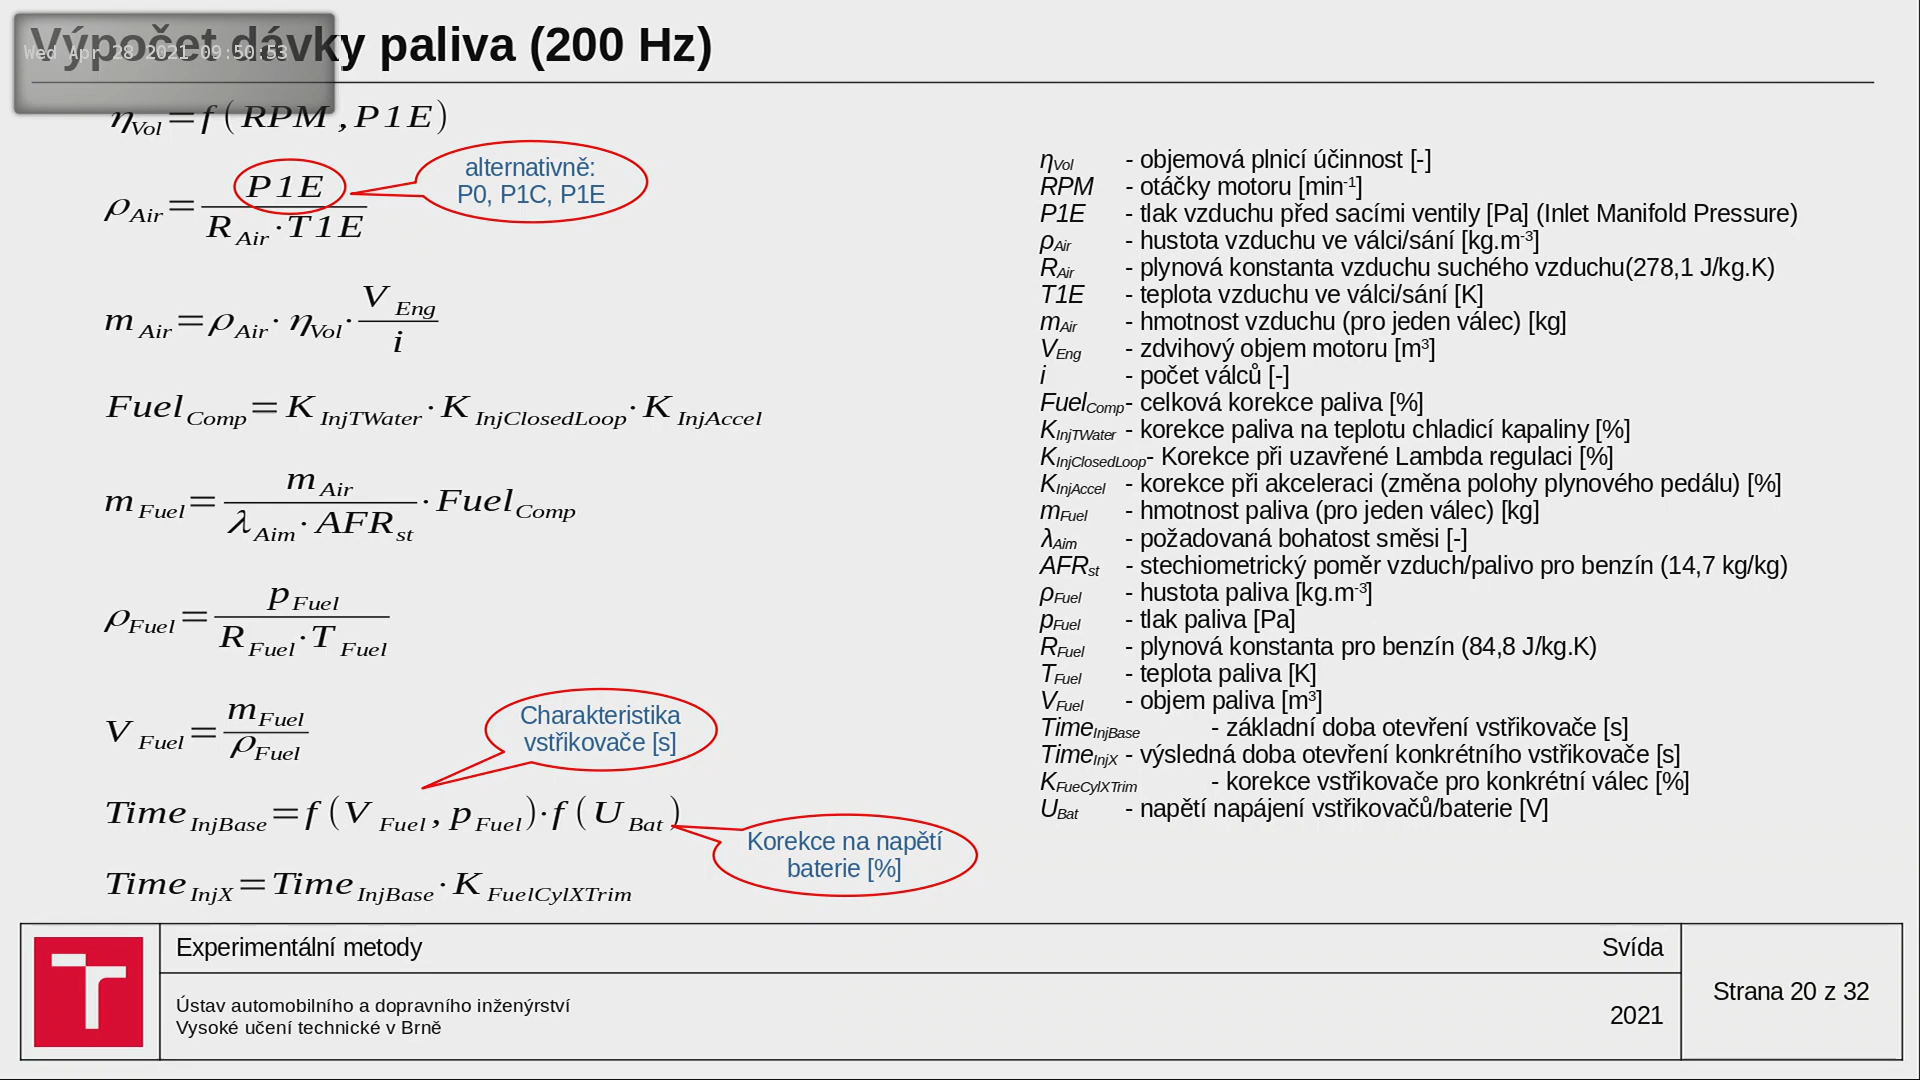 Výpočet dávky paliva (200 Hz)
Wed Apr 28 2021 09:50:53
η_Vol = f (RPM , P1E)
ρ_Air = P1E / (R_Air · T1E)
alternativně:
P0, P1C, P1E
m_Air = ρ_Air · η_Vol · V_Eng / i
Fuel_Comp = K_InjTWater · K_InjClosedLoop · K_InjAccel
m_Fuel = m_Air / (λ_Aim · AFR_st) · Fuel_Comp
ρ_Fuel = p_Fuel / (R_Fuel · T_Fuel)
V_Fuel = m_Fuel / ρ_Fuel
Charakteristika
vstřikovače [s]
Time_InjBase = f (V_Fuel , p_Fuel) · f (U_Bat)
Korekce na napětí
baterie [%]
Time_InjX = Time_InjBase · K_FuelCylXTrim
η_Vol - objemová plnicí účinnost [-]
RPM - otáčky motoru [min⁻¹]
P1E - tlak vzduchu před sacími ventily [Pa] (Inlet Manifold Pressure)
ρ_Air - hustota vzduchu ve válci/sání [kg.m⁻³]
R_Air - plynová konstanta vzduchu suchého vzduchu(278,1 J/kg.K)
T1E - teplota vzduchu ve válci/sání [K]
m_Air - hmotnost vzduchu (pro jeden válec) [kg]
V_Eng - zdvihový objem motoru [m³]
i - počet válců [-]
Fuel_Comp - celková korekce paliva [%]
K_InjTWater - korekce paliva na teplotu chladicí kapaliny [%]
K_InjClosedLoop - Korekce při uzavřené Lambda regulaci [%]
K_InjAccel - korekce při akceleraci (změna polohy plynového pedálu) [%]
m_Fuel - hmotnost paliva (pro jeden válec) [kg]
λ_Aim - požadovaná bohatost směsi [-]
AFR_st - stechiometrický poměr vzduch/palivo pro benzín (14,7 kg/kg)
ρ_Fuel - hustota paliva [kg.m⁻³]
p_Fuel - tlak paliva [Pa]
R_Fuel - plynová konstanta pro benzín (84,8 J/kg.K)
T_Fuel - teplota paliva [K]
V_Fuel - objem paliva [m³]
Time_InjBase - základní doba otevření vstřikovače [s]
Time_InjX - výsledná doba otevření konkrétního vstřikovače [s]
K_FueCylXTrim - korekce vstřikovače pro konkrétní válec [%]
U_Bat - napětí napájení vstřikovačů/baterie [V]
Experimentální metody
Svída
Ústav automobilního a dopravního inženýrství
Vysoké učení technické v Brně
2021
Strana 20 z 32